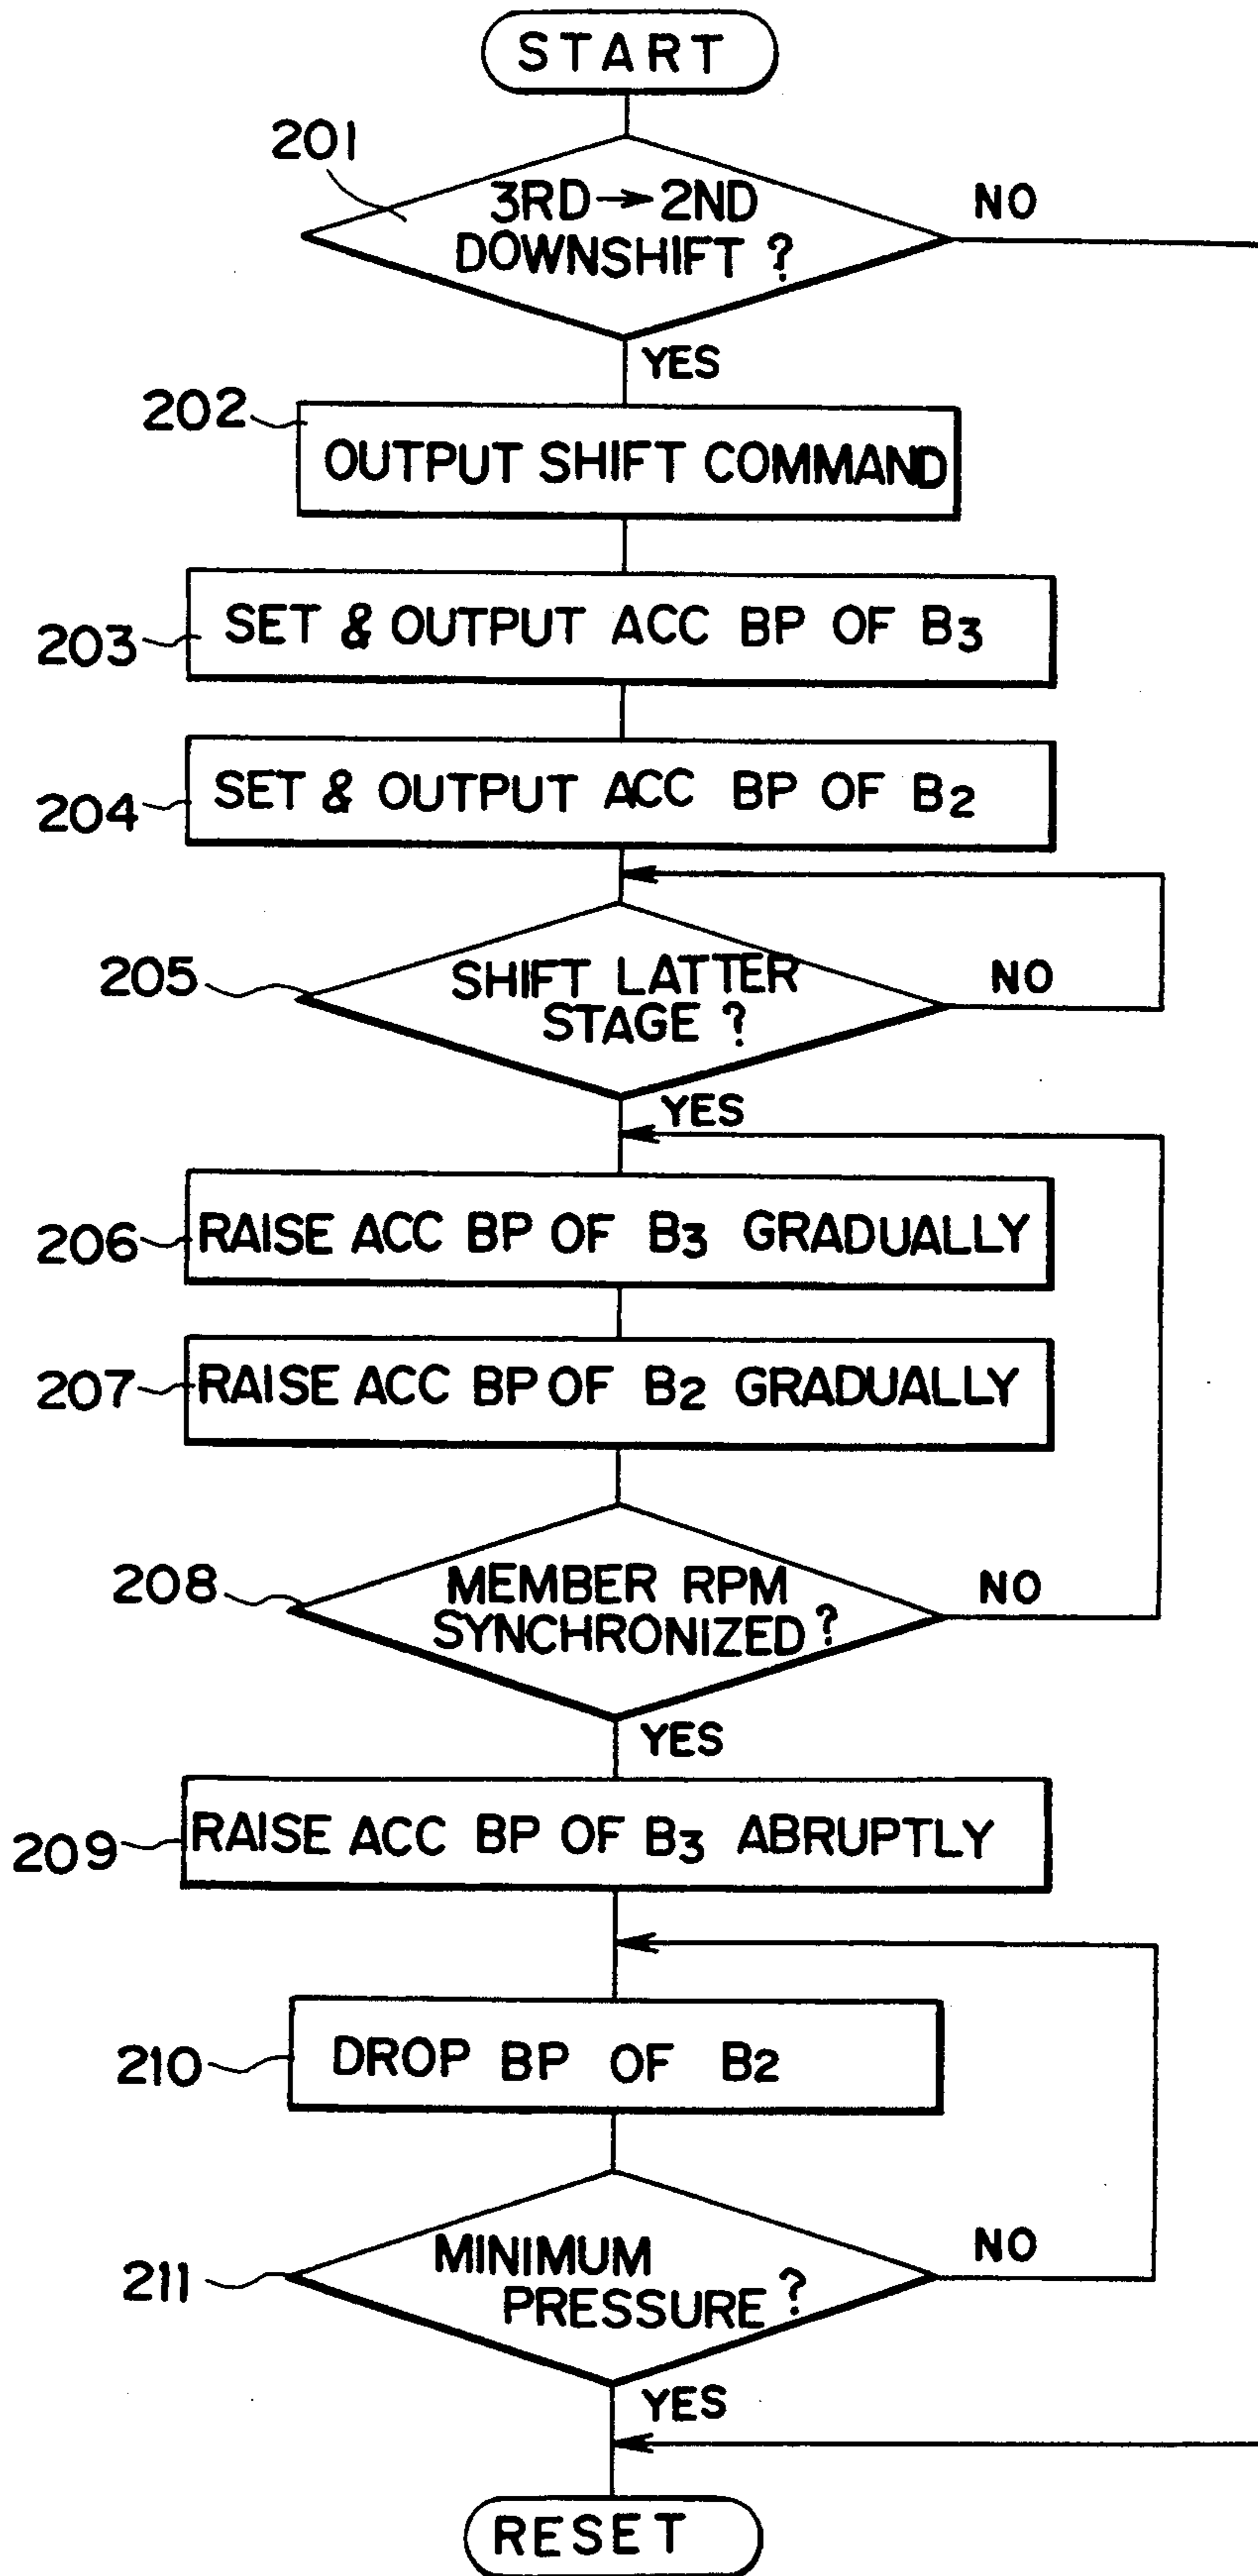 START
201
3RD→2ND
DOWNSHIFT ?
NO
YES
202
OUTPUT SHIFT COMMAND
203
SET & OUTPUT ACC BP OF B3
204
SET & OUTPUT ACC BP OF B2
205
SHIFT LATTER
STAGE ?
NO
YES
206
RAISE ACC BP OF B3 GRADUALLY
207
RAISE ACC BP OF B2 GRADUALLY
208
MEMBER RPM
SYNCHRONIZED ?
NO
YES
209
RAISE ACC BP OF B3 ABRUPTLY
210
DROP BP OF B2
211
MINIMUM
PRESSURE ?
NO
YES
RESET